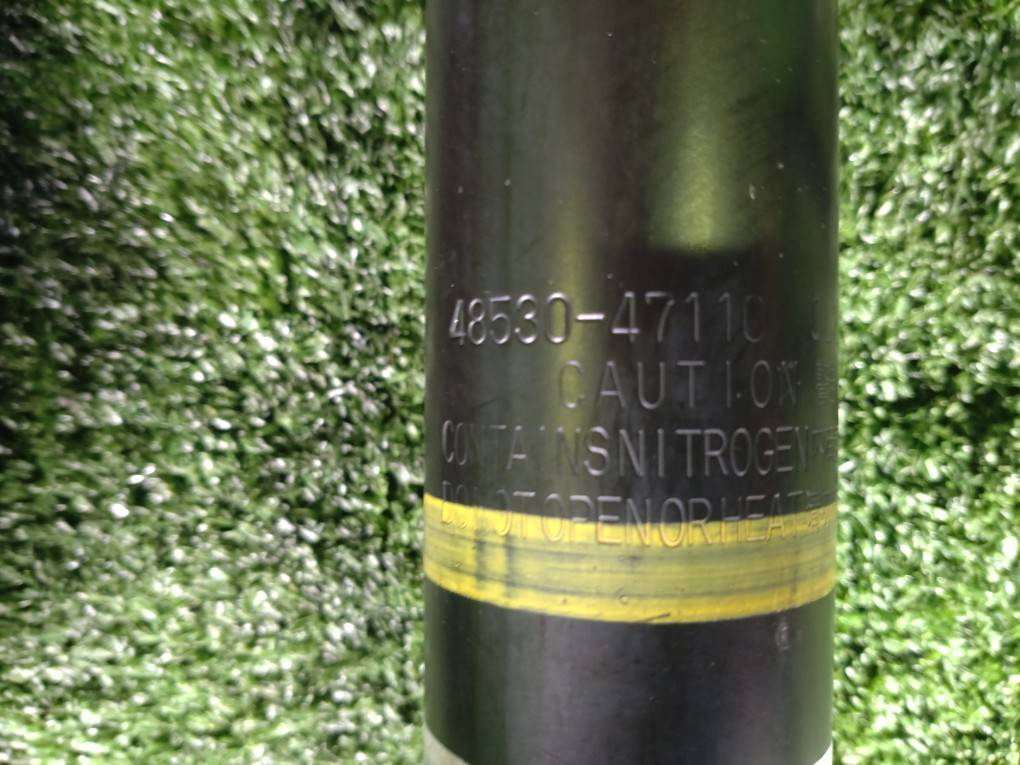 48530-47110 J
CAUTION
CONTAINS NITROGEN
DO NOT OPEN OR HEAT